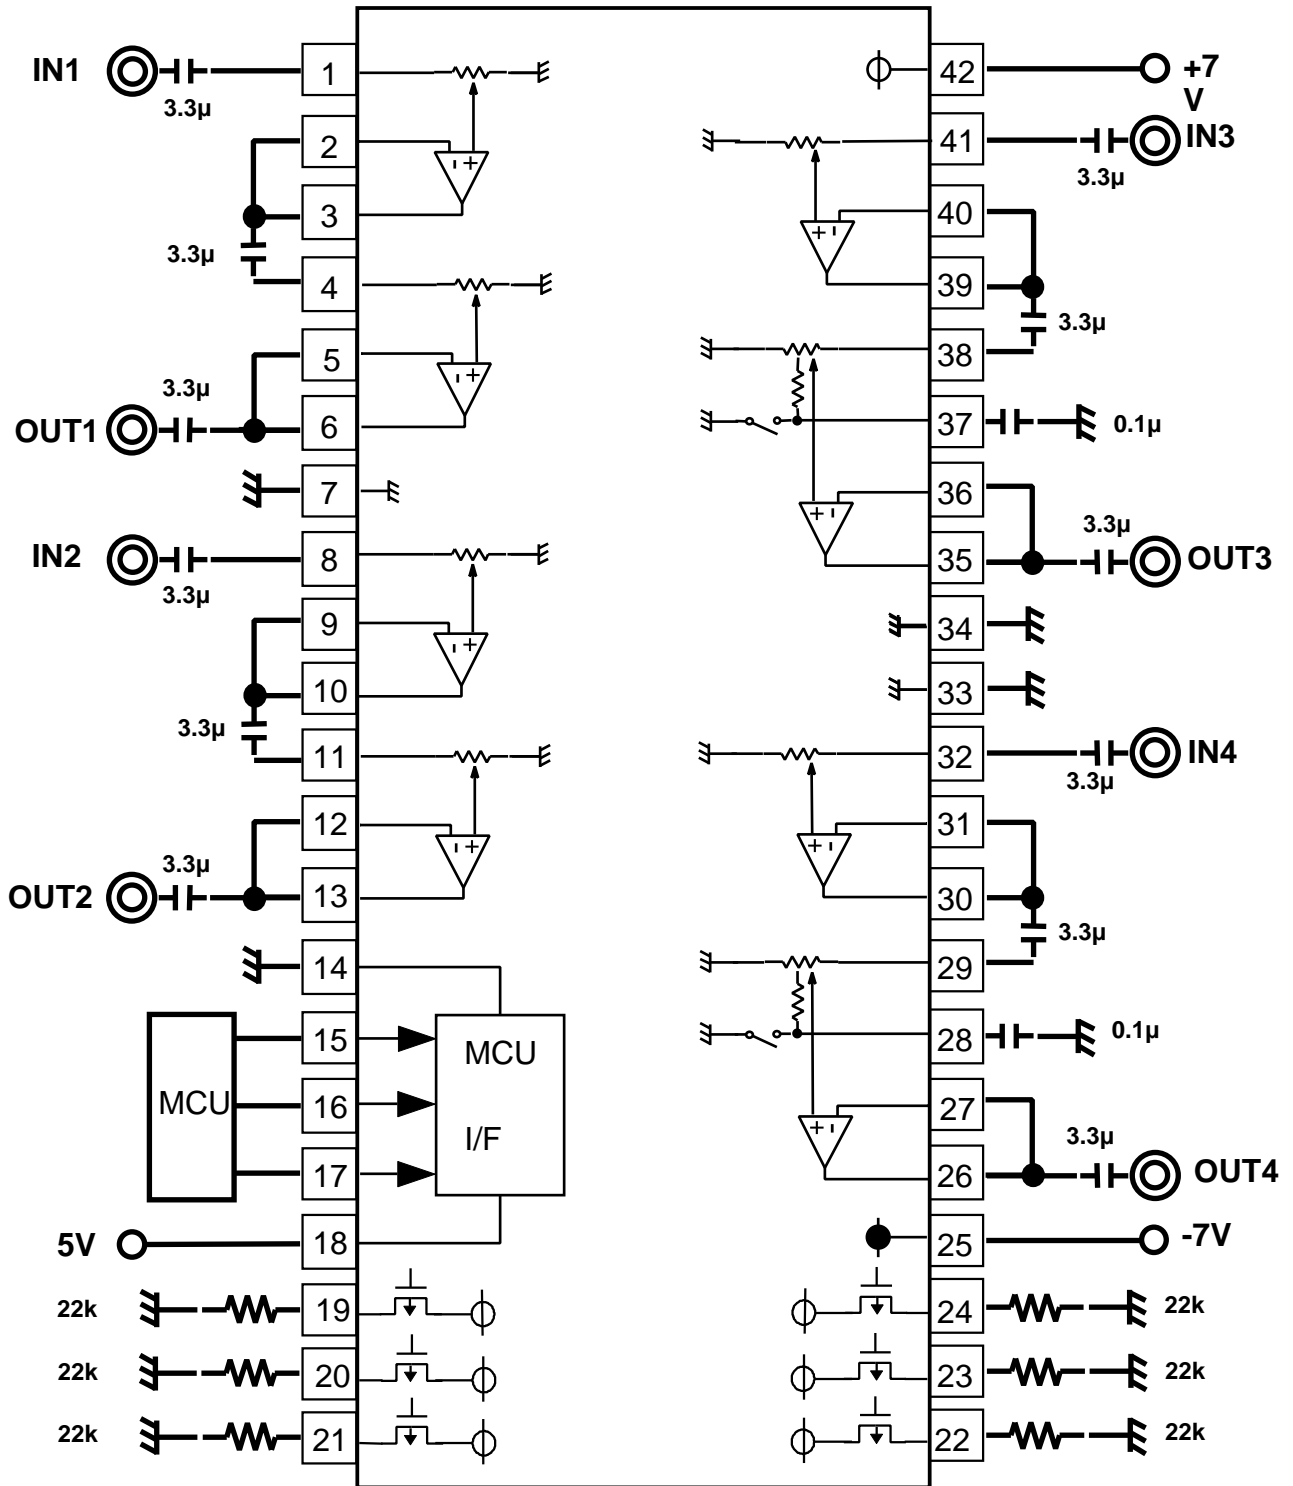 IN1
3.3µ
1
2
3
3.3µ
4
5
3.3µ
OUT1
6
7
IN2
8
3.3µ
9
10
3.3µ
11
12
3.3µ
OUT2
13
14
15
MCU
16
17
MCU
I/F
5V
18
22k
19
22k
20
22k
21
- +
- +
- +
- +
42
+7
V
41
IN3
3.3µ
40
39
3.3µ
38
37
0.1µ
36
3.3µ
35
OUT3
34
33
32
IN4
3.3µ
31
30
3.3µ
29
28
0.1µ
27
3.3µ
26
OUT4
25
-7V
24
22k
23
22k
22
22k
+ -
+ -
+ -
+ -